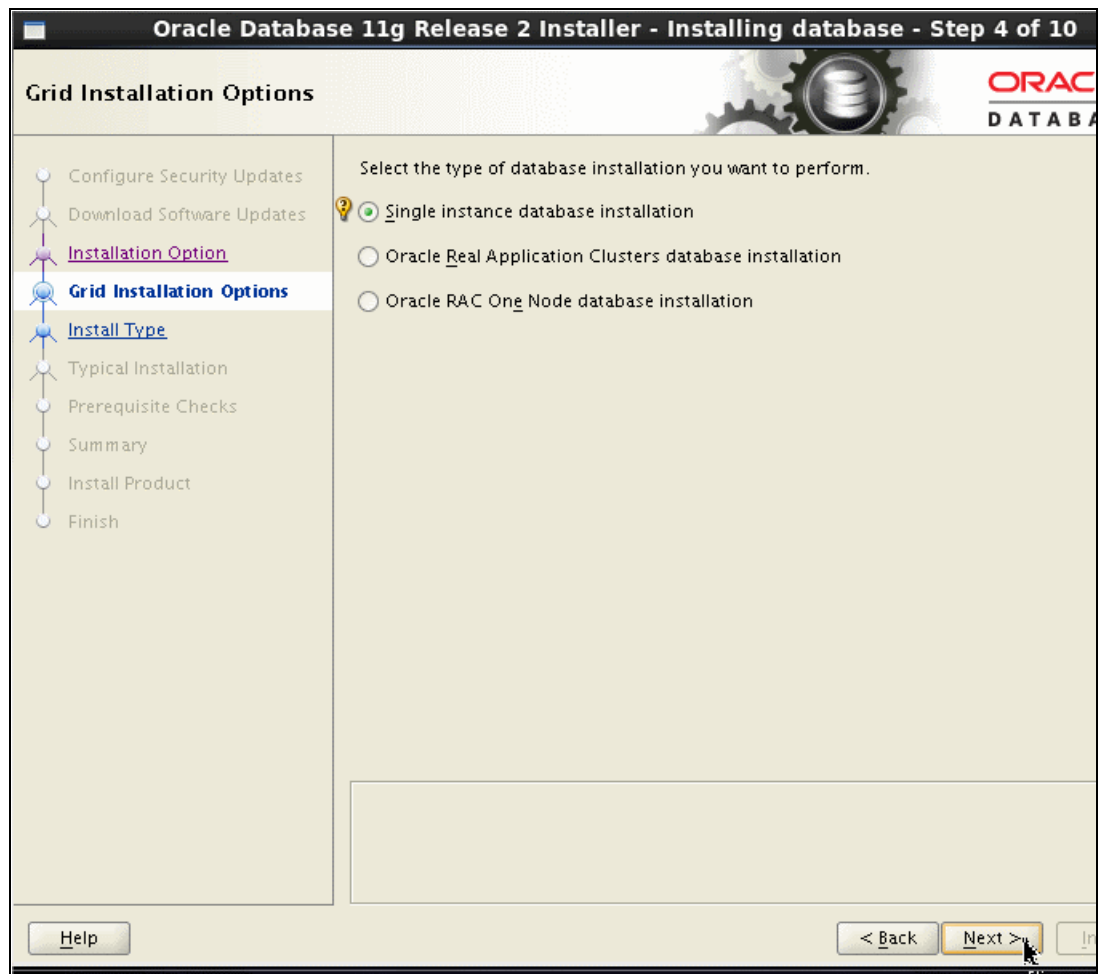 Oracle Database 11g Release 2 Installer - Installing database - Step 4 of 10
Grid Installation Options
ORAC
DATABA
Configure Security Updates
Download Software Updates
Installation Option
Grid Installation Options
Install Type
Typical Installation
Prerequisite Checks
Summary
Install Product
Finish
Select the type of database installation you want to perform.
Single instance database installation
Oracle Real Application Clusters database installation
Oracle RAC One Node database installation
Help
< Back
Next >
In